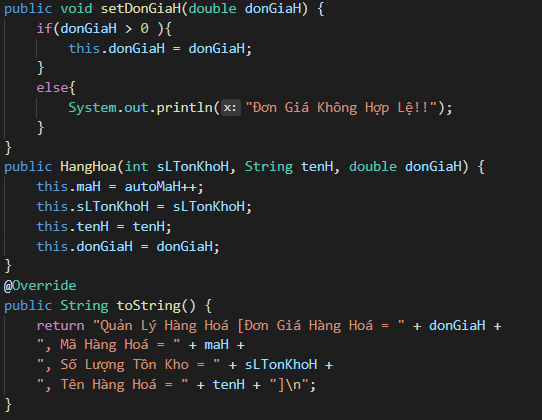 public void setDonGiaH(double donGiaH) {
if(donGiaH > 0 ){
this.donGiaH = donGiaH;
}
else{
System.out.println(x: "Đơn Giá Không Hợp Lệ!!");
}
}
public HangHoa(int sLTonKhoH, String tenH, double donGiaH) {
this.maH = autoMaH++;
this.sLTonKhoH = sLTonKhoH;
this.tenH = tenH;
this.donGiaH = donGiaH;
}
@Override
public String toString() {
return "Quản Lý Hàng Hoá [Đơn Giá Hàng Hoá = " + donGiaH +
", Mã Hàng Hoá = " + maH +
", Số Lượng Tồn Kho = " + sLTonKhoH +
", Tên Hàng Hoá = " + tenH + "]\n";
}